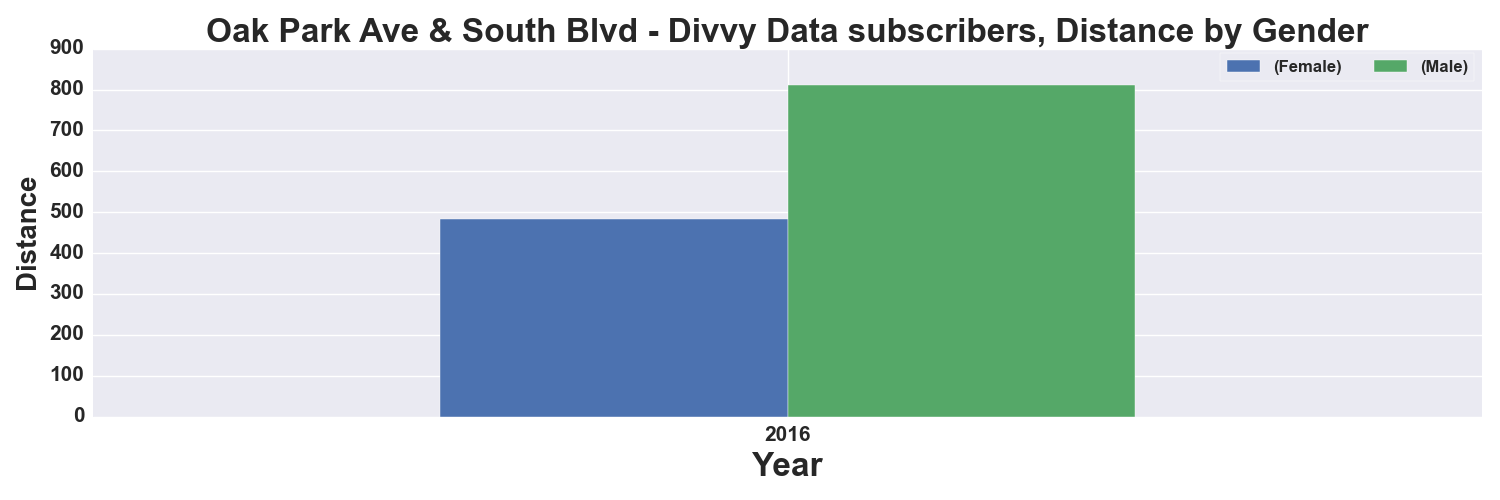 Oak Park Ave & South Blvd - Divvy Data subscribers, Distance by Gender
(Female) (Male)
Distance
900
800
700
600
500
400
300
200
100
0
2016
Year